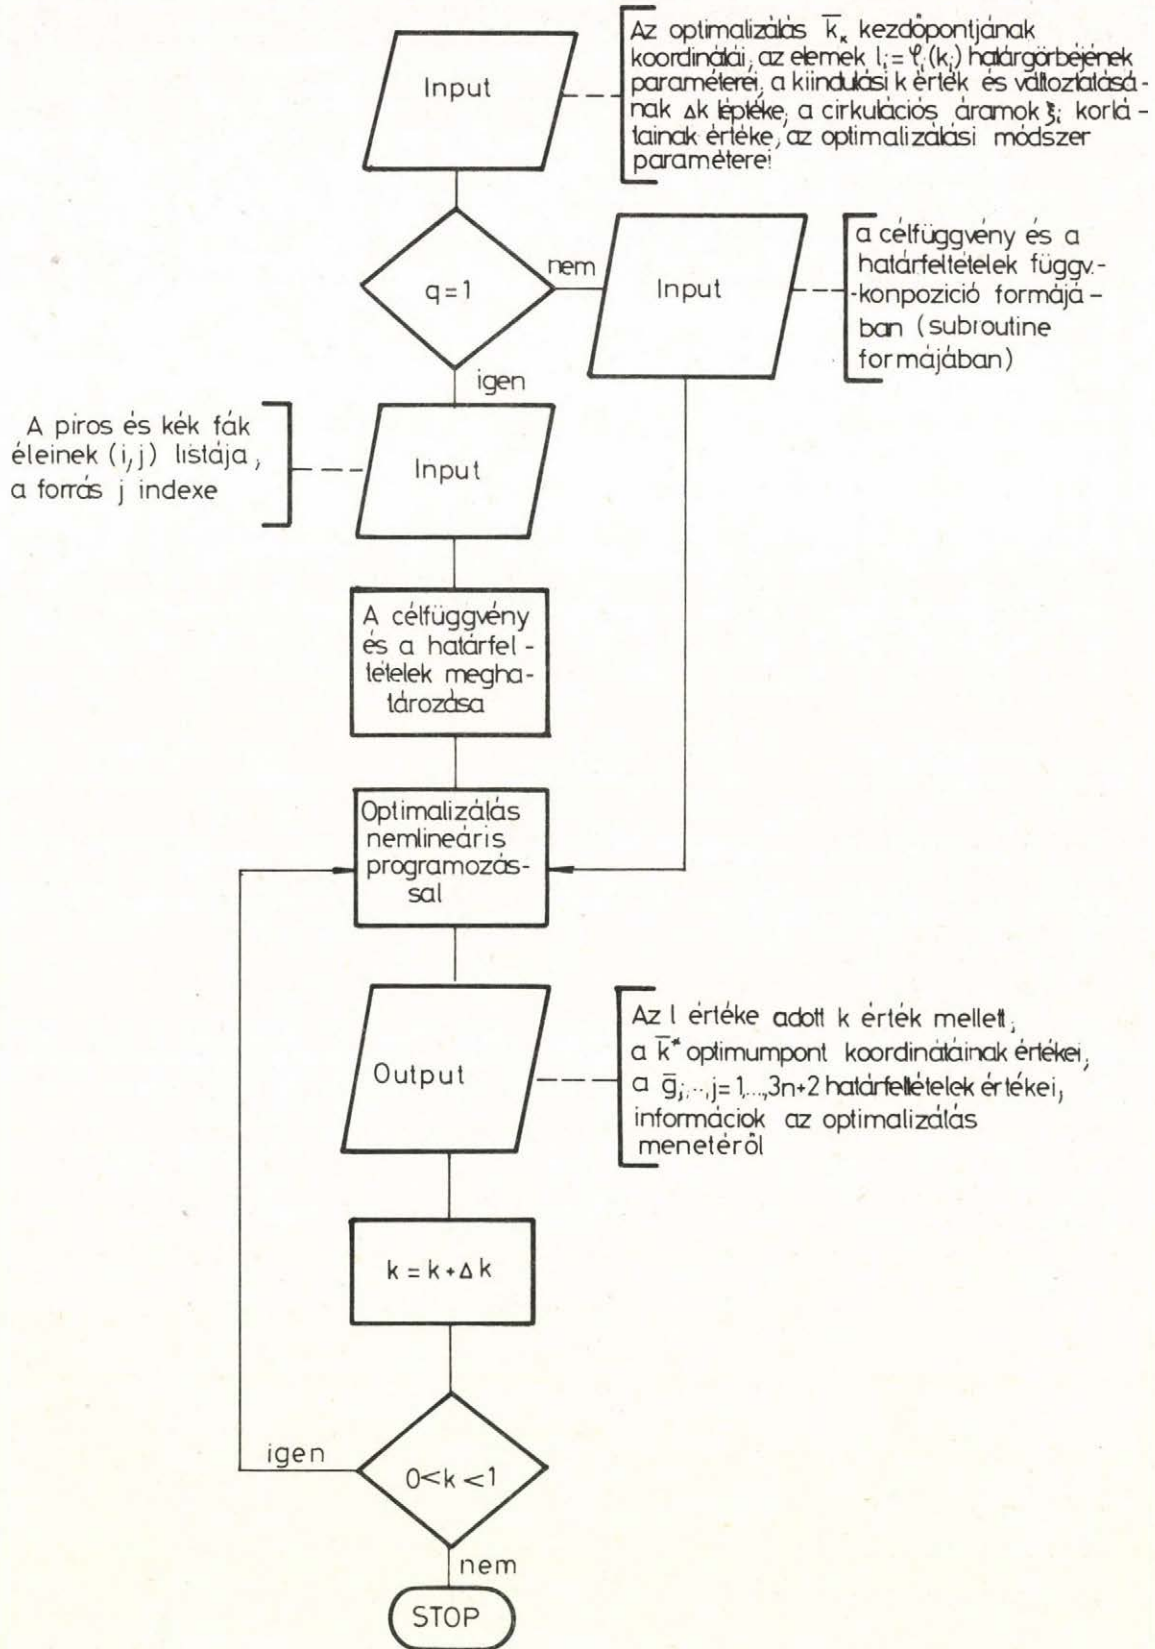 Input
Az optimalizálás k̅ₓ kezdőpontjának
koordinátái, az elemek lᵢ=φᵢ(kᵢ) határgörbéjének
paraméterei, a kiindulási k érték és változtatásá-
nak Δk léptéke, a cirkulációs áramok ξᵢ korlá-
tainak értéke, az optimalizálási módszer
paraméterei
q=1
nem
Input
a célfüggvény és a
határfeltételek függv.-
-konpozició formájá-
ban (subroutine
formájában)
igen
A piros és kék fák
éleinek (i,j) listája,
a forrás j indexe
Input
A célfüggvény
és a határfel-
tételek megha-
tározása
Optimalizálás
nemlineáris
programozás-
sal
Output
Az l értéke adott k érték mellett,
a k̅* optimumpont koordinátáinak értékei,
a g̅ⱼ,..,j=1,...,3n+2 határfeltételek értékei,
információk az optimalizálás
menetéről
k = k+Δk
igen
0<k<1
nem
STOP